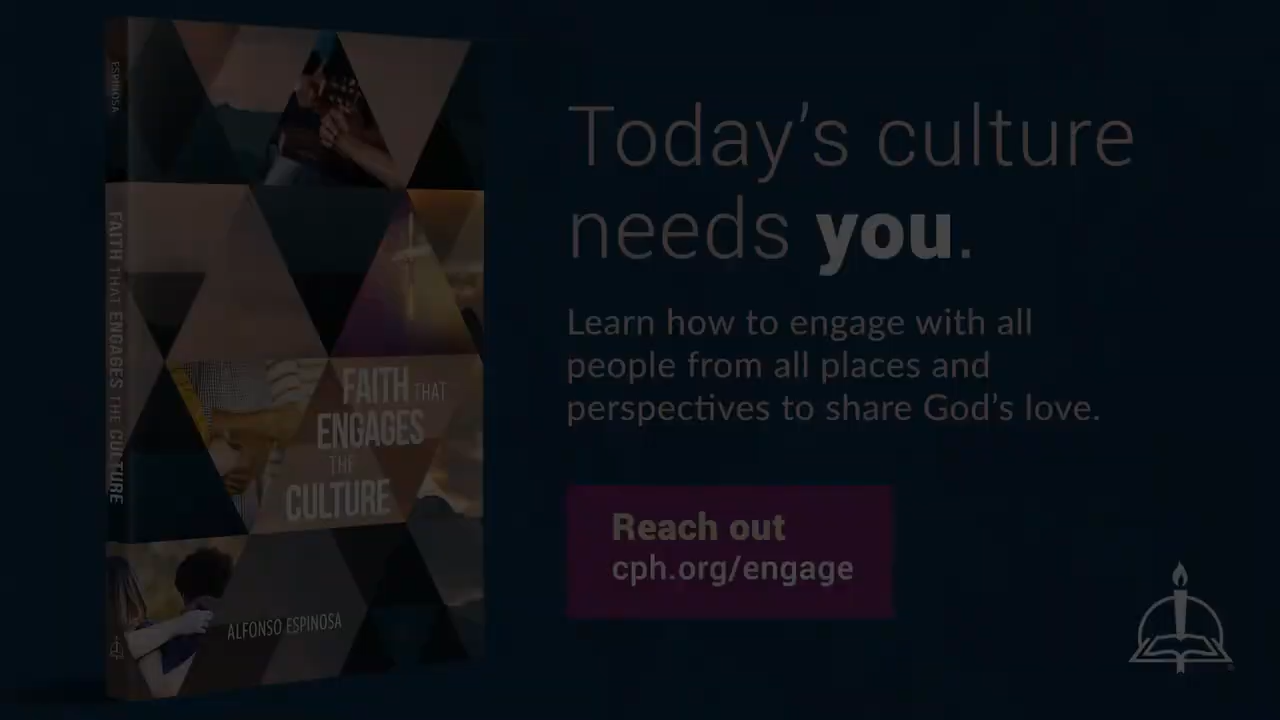 ESPINOSA
FAITH THAT ENGAGES THE CULTURE
FAITH THAT
ENGAGES
THE
CULTURE
ALFONSO ESPINOSA
Today’s culture
needs you.
Learn how to engage with all
people from all places and
perspectives to share God’s love.
Reach out
cph.org/engage